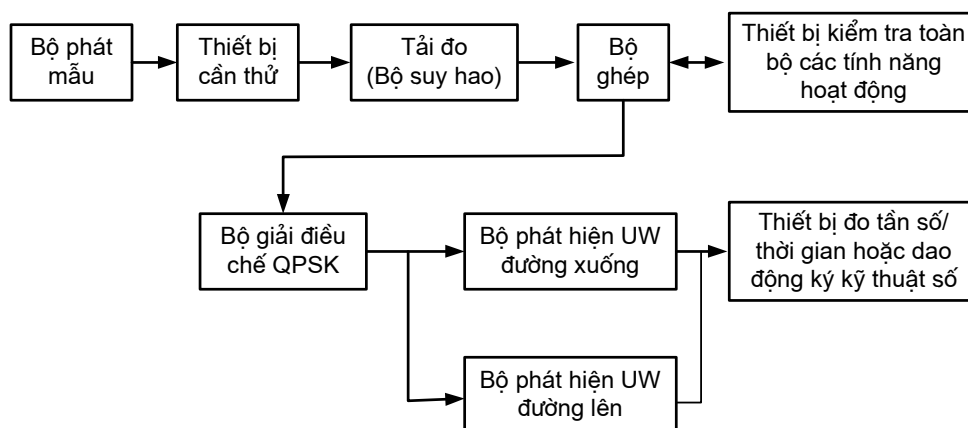 Bộ phát
mẫu
Thiết bị
cần thử
Tải đo
(Bộ suy hao)
Bộ
ghép
Thiết bị kiểm tra toàn
bộ các tính năng
hoạt động
Bộ giải điều
chế QPSK
Bộ phát hiện UW
đường xuống
Thiết bị đo tần số/
thời gian hoặc dao
động ký kỹ thuật số
Bộ phát hiện UW
đường lên